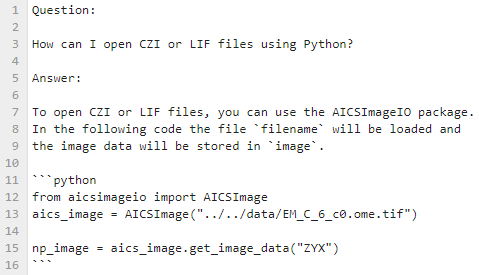 1 Question:
2
3 How can I open CZI or LIF files using Python?
4
5 Answer:
6
7 To open CZI or LIF files, you can use the AICSImageIO package.
8 In the following code the file `filename` will be loaded and
9 the image data will be stored in `image`.
10
11 ```python
12 from aicsimageio import AICSImage
13 aics_image = AICSImage("../../data/EM_C_6_c0.ome.tif")
14
15 np_image = aics_image.get_image_data("ZYX")
16 ```